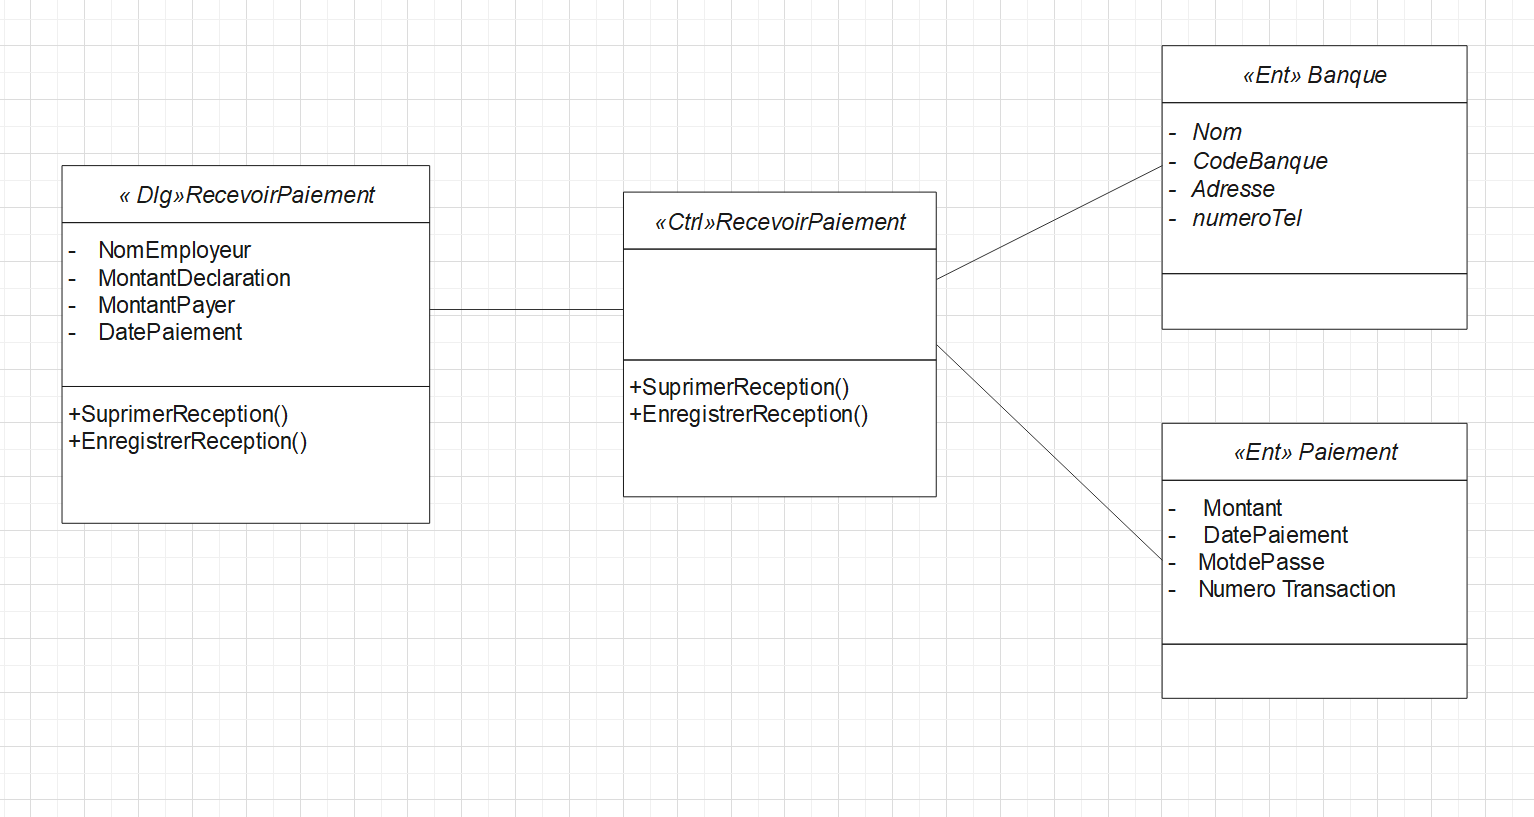 « Dlg»RecevoirPaiement
- NomEmployeur
- MontantDeclaration
- MontantPayer
- DatePaiement
+SuprimerReception()
+EnregistrerReception()
«Ctrl»RecevoirPaiement
+SuprimerReception()
+EnregistrerReception()
«Ent» Banque
- Nom
- CodeBanque
- Adresse
- numeroTel
«Ent» Paiement
- Montant
- DatePaiement
- MotdePasse
- Numero Transaction